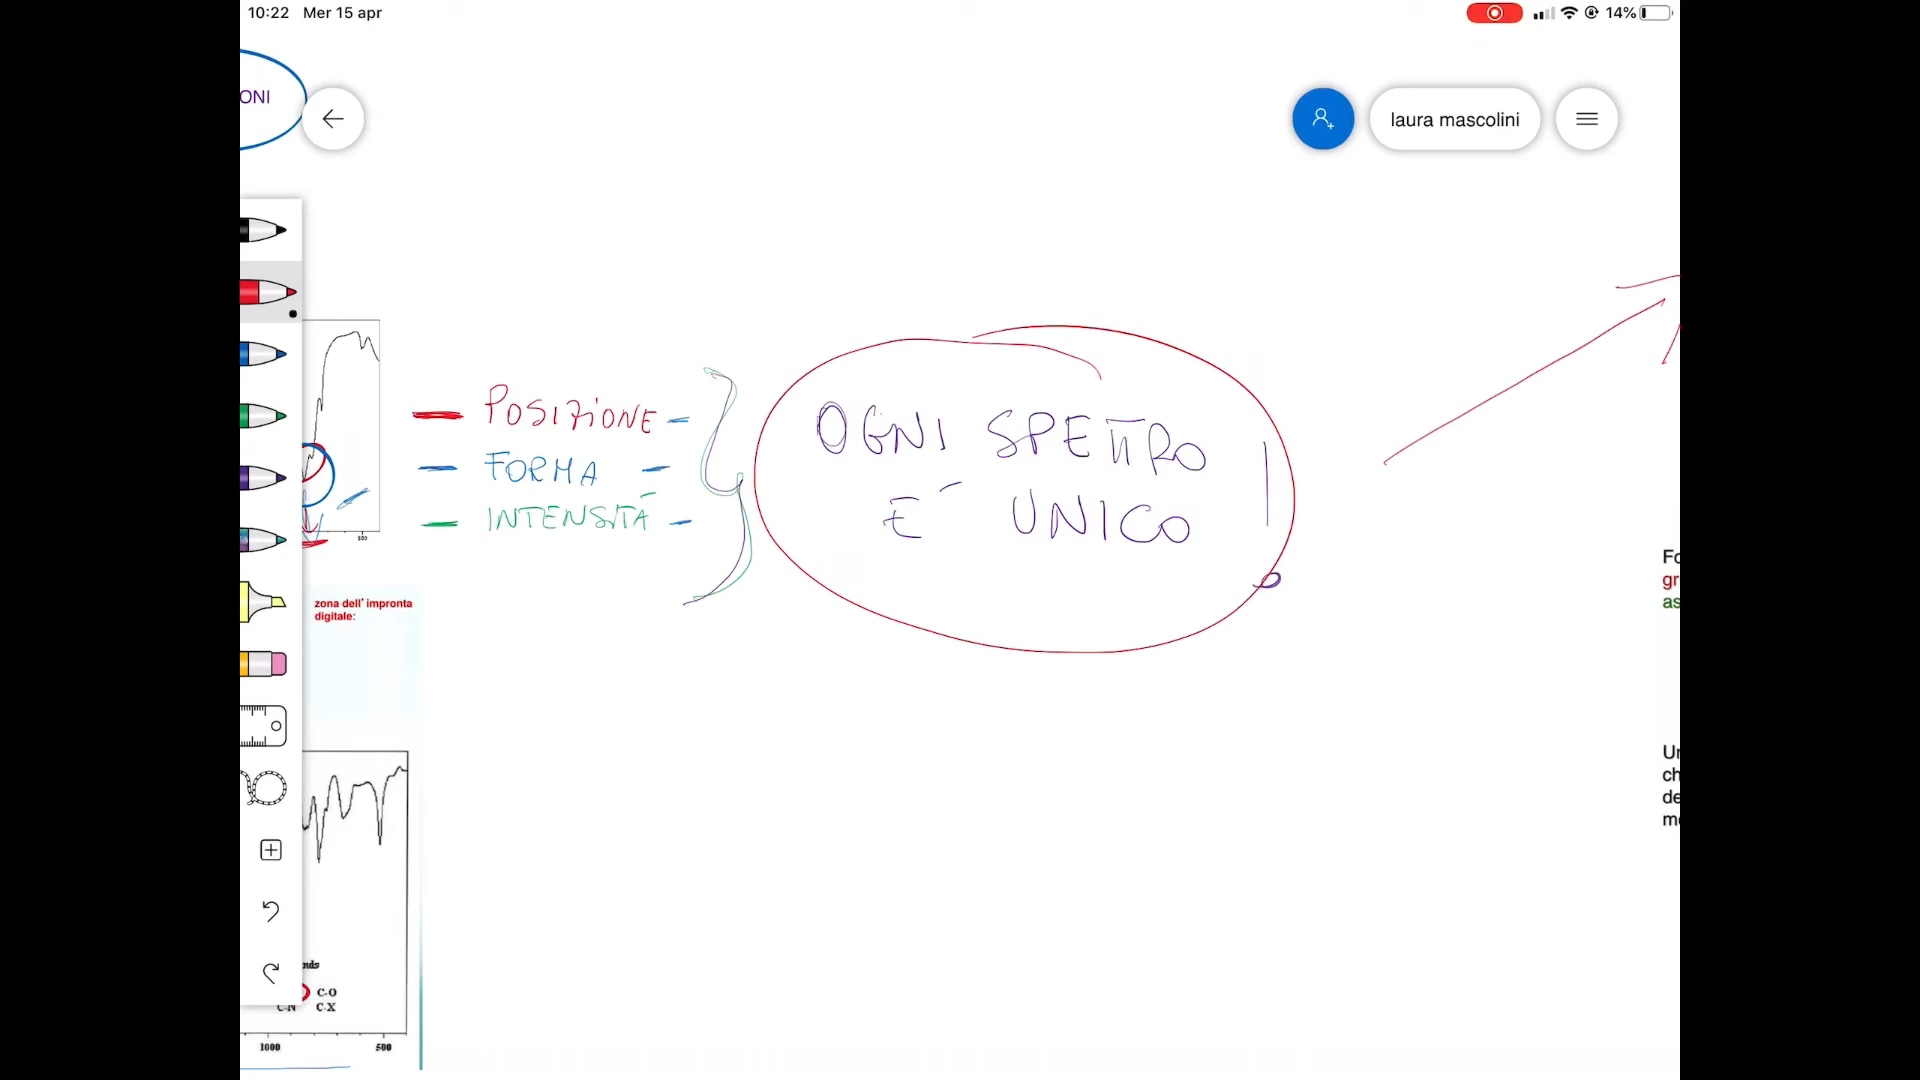 10:22 Mer 15 apr
14%
ONI
laura mascolini
POSIZIONE
FORMA
INTENSITÁ
OGNI SPETTRO
E´ UNICO !
zona dell' impronta
digitale:
C-O
C-N C-X
1000 500